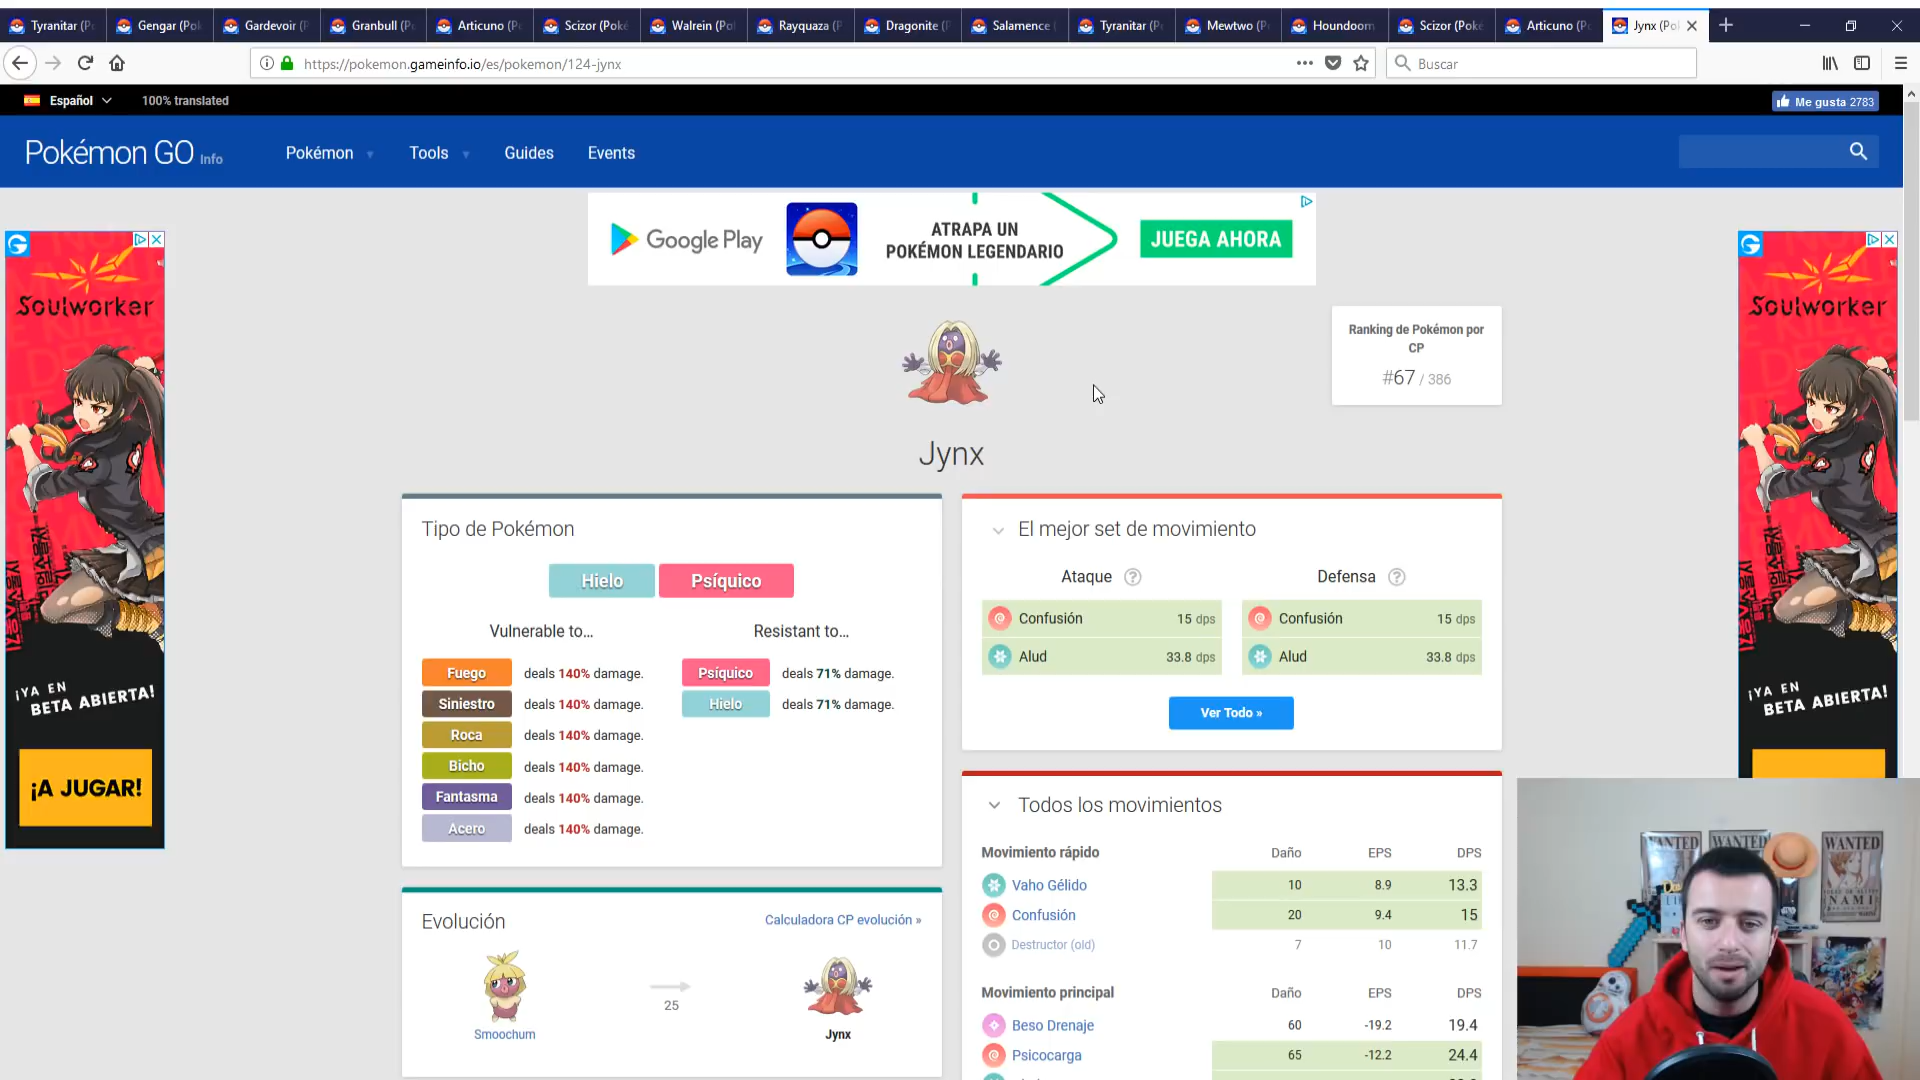 Tyranitar (P
Gengar (Pok
Gardevoir (P
Granbull (Po
Articuno (Po
Scizor (Poké
Walrein (Pok
Rayquaza (P
Dragonite (P
Salamence (
Tyranitar (P
Mewtwo (P
Houndoom
Scizor (Poké
Articuno (Po
Jynx (Po
https://pokemon.gameinfo.io/es/pokemon/124-jynx
Buscar
Español
100% translated
Me gusta 2783
Pokémon GO Info
Pokémon
Tools
Guides
Events
Google Play
ATRAPA UN
POKÉMON LEGENDARIO
JUEGA AHORA
Soulworker
¡YA EN
BETA ABIERTA!
¡A JUGAR!
Soulworker
¡YA EN
BETA ABIERTA!
Ranking de Pokémon por
CP
#67 / 386
Jynx
Tipo de Pokémon
Hielo
Psíquico
Vulnerable to...
Resistant to...
Fuego deals 140% damage.
Siniestro deals 140% damage.
Roca deals 140% damage.
Bicho deals 140% damage.
Fantasma deals 140% damage.
Acero deals 140% damage.
Psíquico deals 71% damage.
Hielo deals 71% damage.
El mejor set de movimiento
Ataque ?
Defensa ?
Confusión 15 dps
Alud 33.8 dps
Confusión 15 dps
Alud 33.8 dps
Ver Todo »
Todos los movimientos
Movimiento rápido Daño EPS DPS
Vaho Gélido 10 8.9 13.3
Confusión 20 9.4 15
Destructor (old) 7 10 11.7
Movimiento principal Daño EPS DPS
Beso Drenaje 60 -19.2 19.4
Psicocarga 65 -12.2 24.4
Evolución
Calculadora CP evolución »
25
Smoochum
Jynx
WANTED
WANTED
WANTED
NAMI